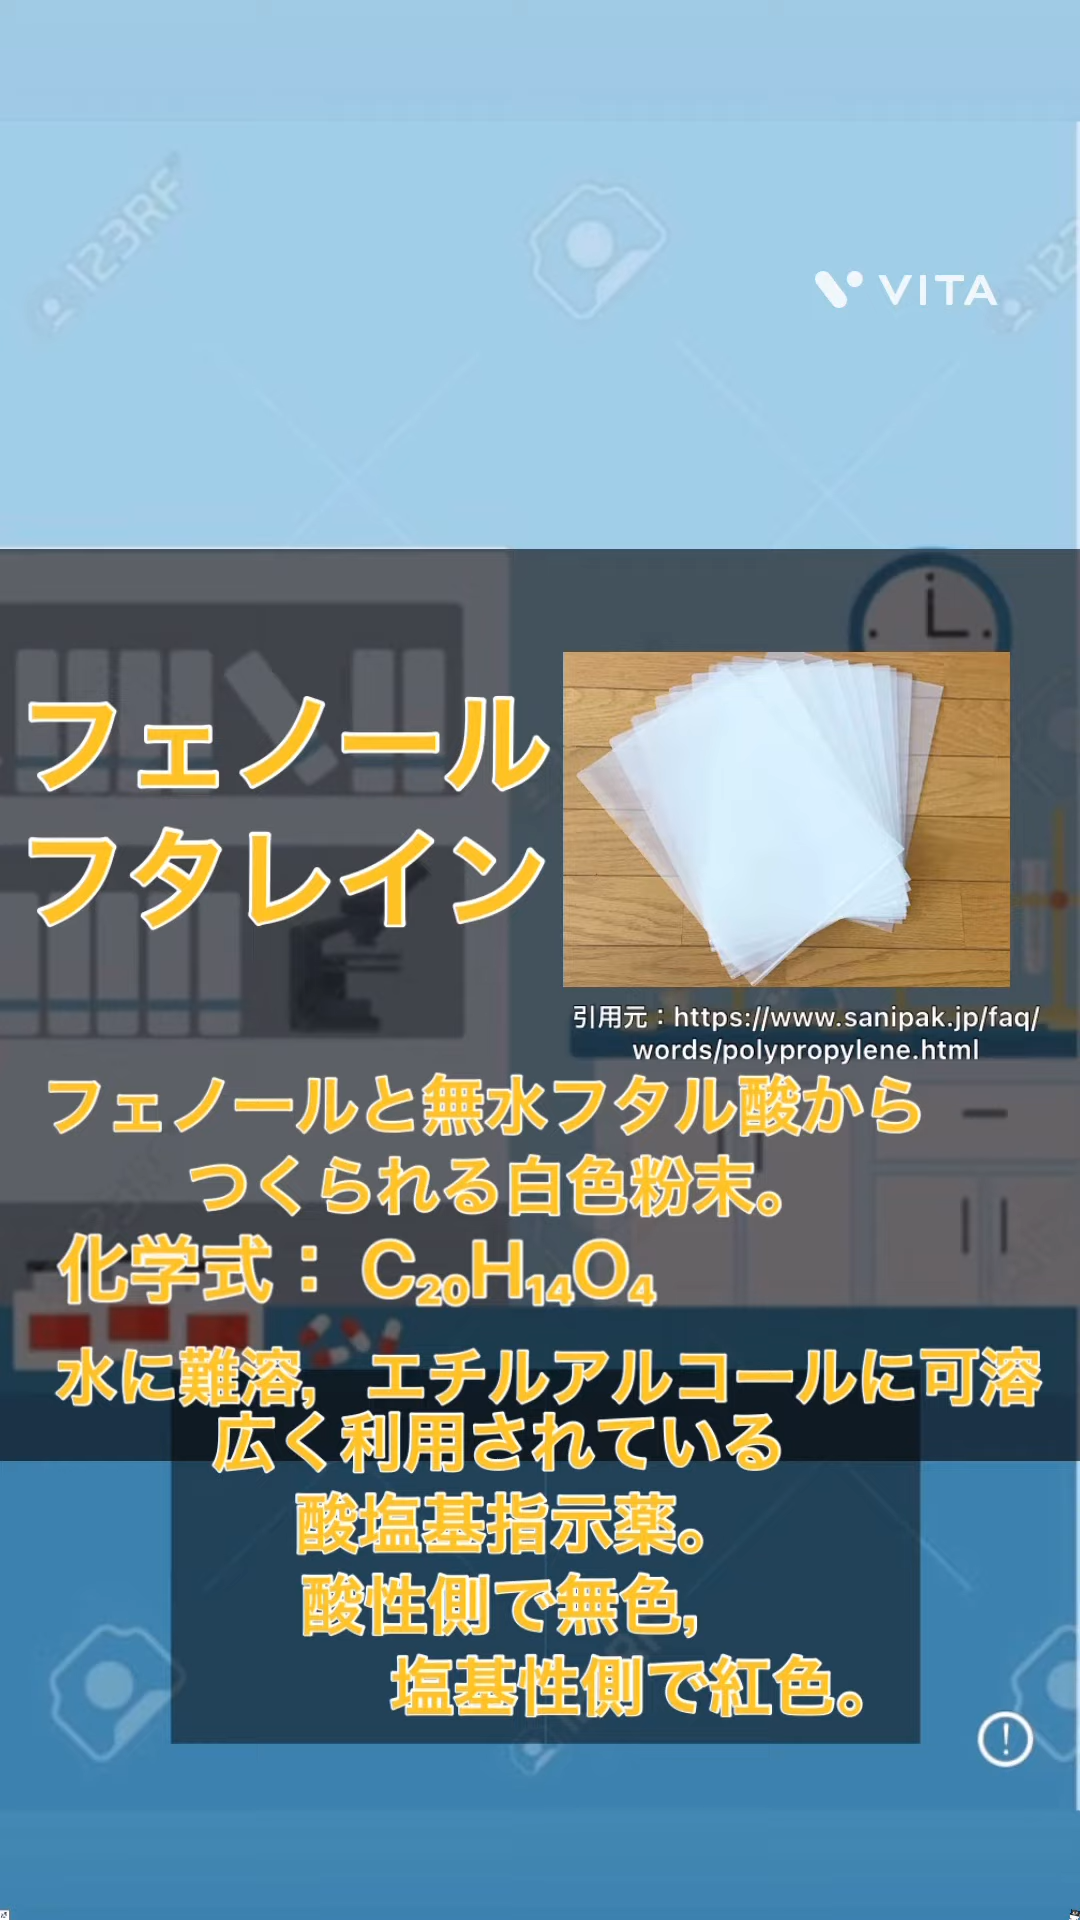 123RF
VITA
フェノール
フタレイン
引用元：https://www.sanipak.jp/faq/
words/polypropylene.html
フェノールと無水フタル酸から
つくられる白色粉末。
化学式： C₂₀H₁₄O₄
水に難溶, エチルアルコールに可溶
広く利用されている
酸塩基指示薬。
酸性側で無色,
塩基性側で紅色。